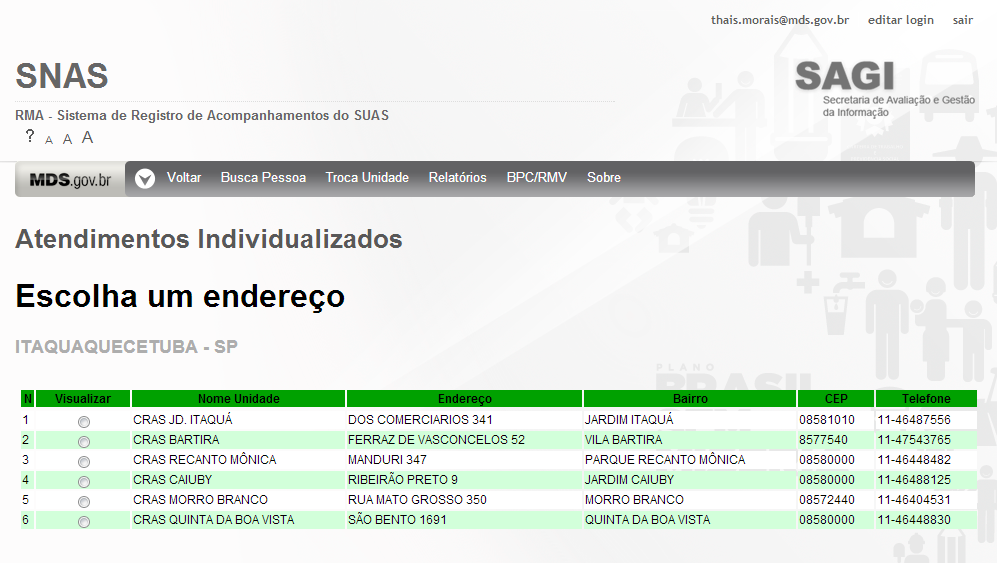 thais.morais@mds.gov.br editar login sair
SNAS
SAGI
Secretaria de Avaliação e Gestão
da Informação
RMA - Sistema de Registro de Acompanhamentos do SUAS
? A A A
MDS.gov.br Voltar Busca Pessoa Troca Unidade Relatórios BPC/RMV Sobre
Atendimentos Individualizados
Escolha um endereço
ITAQUAQUECETUBA - SP
PLANO
BRASIL
N Visualizar Nome Unidade Endereço Bairro CEP Telefone
1 CRAS JD. ITAQUÁ DOS COMERCIARIOS 341 JARDIM ITAQUÁ 08581010 11-46487556
2 CRAS BARTIRA FERRAZ DE VASCONCELOS 52 VILA BARTIRA 8577540 11-47543765
3 CRAS RECANTO MÔNICA MANDURI 347 PARQUE RECANTO MÔNICA 08580000 11-46448482
4 CRAS CAIUBY RIBEIRÃO PRETO 9 JARDIM CAIUBY 08580000 11-46488125
5 CRAS MORRO BRANCO RUA MATO GROSSO 350 MORRO BRANCO 08572440 11-46404531
6 CRAS QUINTA DA BOA VISTA SÃO BENTO 1691 QUINTA DA BOA VISTA 08580000 11-46448830